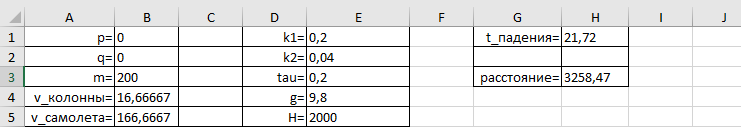 A B C D E F G H I J
1 p= 0 k1= 0,2 t_падения= 21,72
2 q= 0 k2= 0,04
3 m= 200 tau= 0,2 расстояние= 3258,47
4 v_колонны= 16,66667 g= 9,8
5 v_самолета= 166,6667 H= 2000